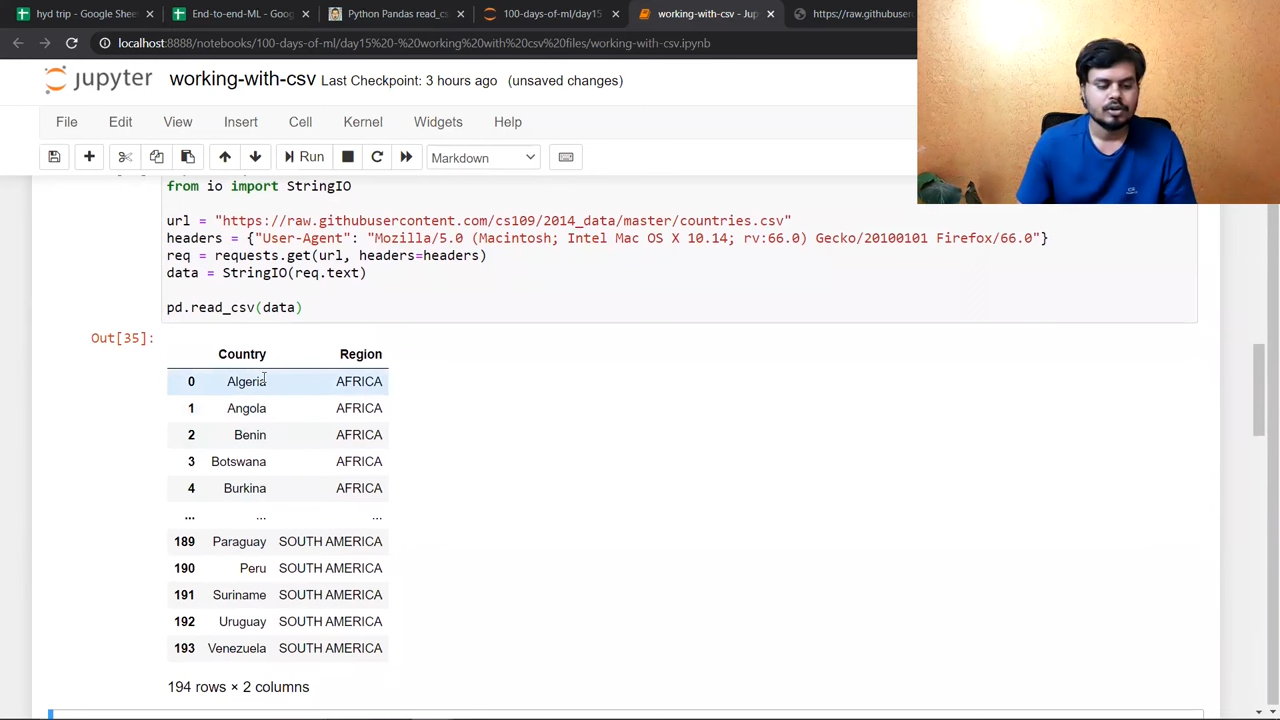 hyd trip - Google Shee
End-to-end-ML - Goog
Python Pandas read_c
100-days-of-ml/day15
working-with-csv - Jup
https://raw.githubuser
localhost:8888/notebooks/100-days-of-ml/day15%20-%20working%20with%20csv%20files/working-with-csv.ipynb
jupyter working-with-csv Last Checkpoint: 3 hours ago (unsaved changes)
File Edit View Insert Cell Kernel Widgets Help
Run Markdown
from io import StringIO
url = "https://raw.githubusercontent.com/cs109/2014_data/master/countries.csv"
headers = {"User-Agent": "Mozilla/5.0 (Macintosh; Intel Mac OS X 10.14; rv:66.0) Gecko/20100101 Firefox/66.0"}
req = requests.get(url, headers=headers)
data = StringIO(req.text)
pd.read_csv(data)
Out[35]:
Country Region
0 Algeria AFRICA
1 Angola AFRICA
2 Benin AFRICA
3 Botswana AFRICA
4 Burkina AFRICA
... ... ...
189 Paraguay SOUTH AMERICA
190 Peru SOUTH AMERICA
191 Suriname SOUTH AMERICA
192 Uruguay SOUTH AMERICA
193 Venezuela SOUTH AMERICA
194 rows × 2 columns